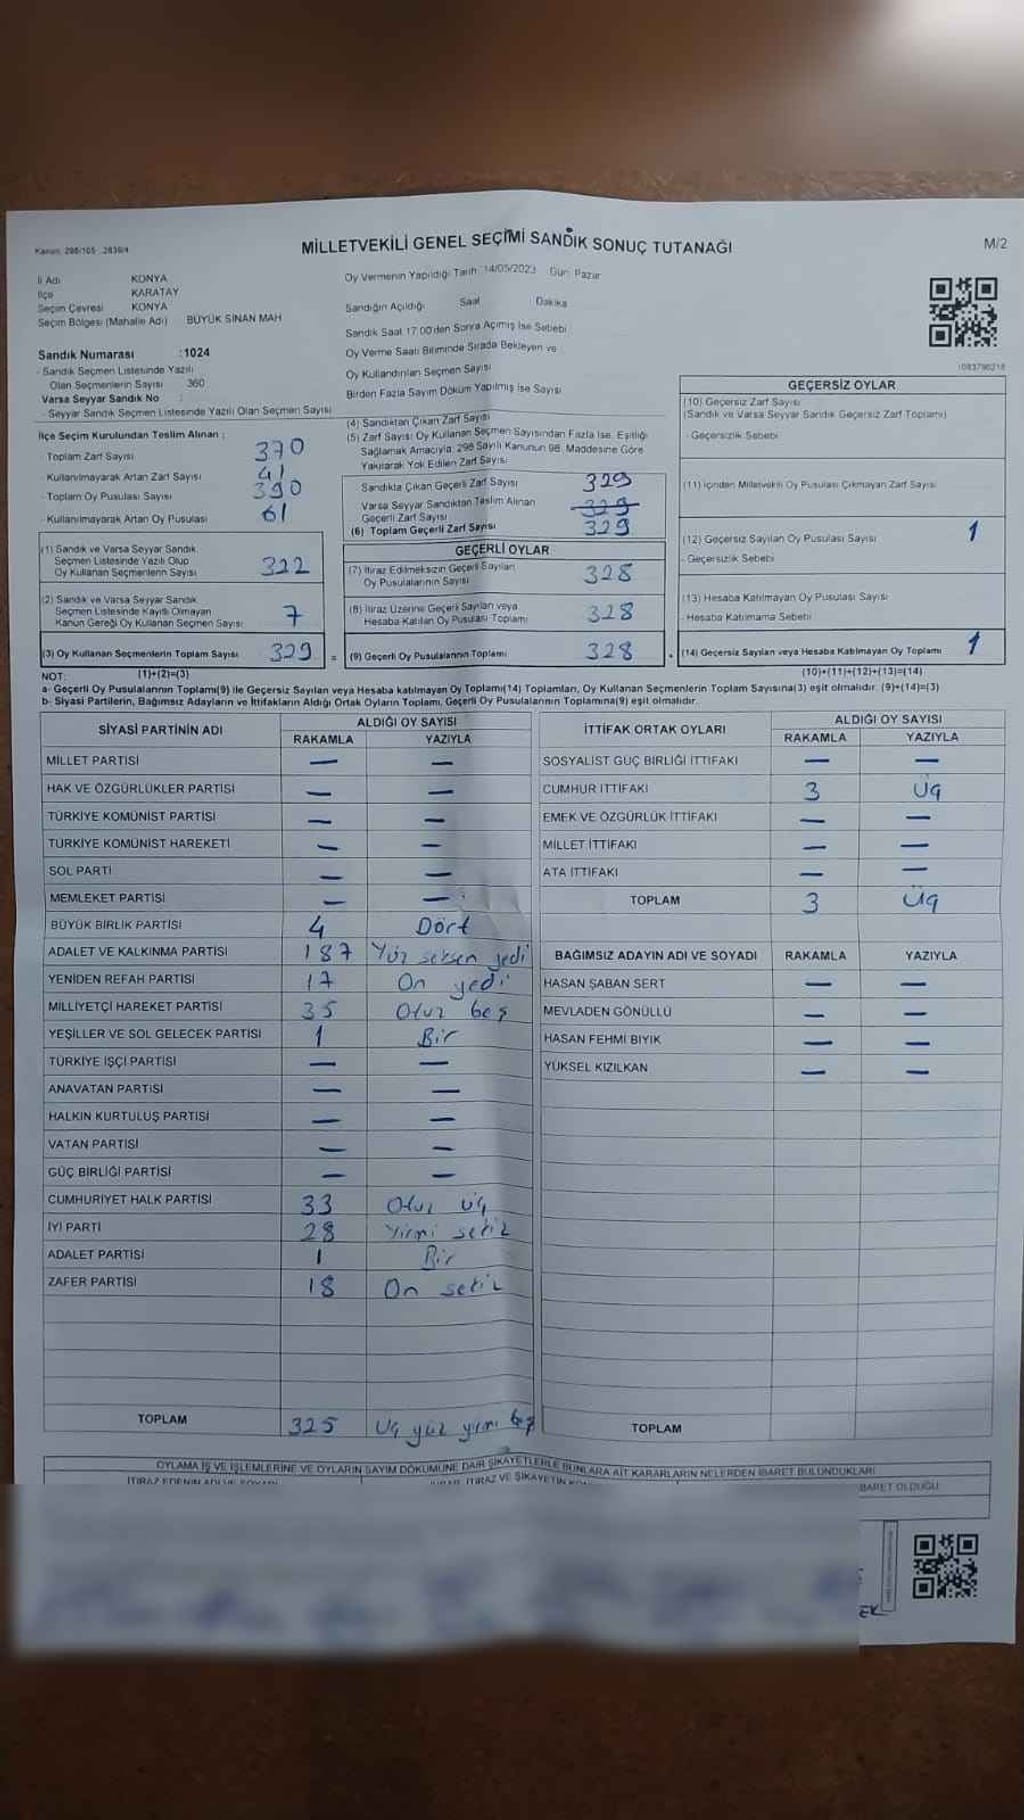 Kanun: 298/105 , 2839/4
MİLLETVEKİLİ GENEL SEÇİMİ SANDIK SONUÇ TUTANAĞI
M/2
İl Adı KONYA
İlçe KARATAY
Seçim Çevresi KONYA
Seçim Bölgesi (Mahalle Adı) BÜYÜK SİNAN MAH
Oy Vermenin Yapıldığı Tarih 14/05/2023 Gün: Pazar
Sandığın Açıldığı Saat Dakika
Sandık Saat 17:00'den Sonra Açımış İse Sebebi
Oy Verme Saati Bitiminde Sırada Bekleyen ve
Oy Kullandırılan Seçmen Sayısı
Birden Fazla Sayım Döküm Yapılmış İse Sayısı
1083790218
Sandık Numarası :1024
- Sandık Seçmen Listesinde Yazılı
Olan Seçmenlerin Sayısı 360
Varsa Seyyar Sandık No :
- Seyyar Sandık Seçmen Listesinde Yazılı Olan Seçmen Sayısı
İlçe Seçim Kurulundan Teslim Alınan :
- Toplam Zarf Sayısı 370
- Kullanılmayarak Artan Zarf Sayısı 41
- Toplam Oy Pusulası Sayısı 390
- Kullanılmayarak Artan Oy Pusulası 61
(1) Sandık ve Varsa Seyyar Sandık
Seçmen Listesinde Yazılı Olup
Oy Kullanan Seçmenlerin Sayısı 322
(2) Sandık ve Varsa Seyyar Sandık
Seçmen Listesinde Kayıtlı Olmayan
Kanun Gereği Oy Kullanan Seçmen Sayısı 7
(3) Oy Kullanan Seçmenlerin Toplam Sayısı 329 =
(1)+(2)=(3)
(4) Sandıktan Çıkan Zarf Sayısı
(5) Zarf Sayısı Oy Kullanan Seçmen Sayısından Fazla İse, Eşitliği
Sağlamak Amacıyla; 298 Sayılı Kanunun 98. Maddesine Göre
Yakılarak Yok Edilen Zarf Sayısı
Sandıkta Çıkan Geçerli Zarf Sayısı 329
Varsa Seyyar Sandıktan Teslim Alınan
Geçerli Zarf Sayısı 329
(6) Toplam Geçerli Zarf Sayısı 329
GEÇERLİ OYLAR
(7) İtiraz Edilmeksizin Geçerli Sayılan
Oy Pusulalarının Sayısı 328
(8) İtiraz Üzerine Geçerli Sayılan veya
Hesaba Katılan Oy Pusulası Toplamı 328
(9) Geçerli Oy Pusulalarının Toplamı 328 +
GEÇERSİZ OYLAR
(10) Geçersiz Zarf Sayısı
(Sandık ve Varsa Seyyar Sandık Geçersiz Zarf Toplamı)
- Geçersizlik Sebebi
(11) İçinden Milletvekili Oy Pusulası Çıkmayan Zarf Sayısı
(12) Geçersiz Sayılan Oy Pusulası Sayısı 1
- Geçersizlik Sebebi
(13) Hesaba Katılmayan Oy Pusulası Sayısı
- Hesaba Katılmama Sebebi
(14) Geçersiz Sayılan veya Hesaba Katılmayan Oy Toplamı 1
(10)+(11)+(12)+(13)=(14)
NOT:
a- Geçerli Oy Pusulalarının Toplamı(9) ile Geçersiz Sayılan veya Hesaba katılmayan Oy Toplamı(14) Toplamları, Oy Kullanan Seçmenlerin Toplam Sayısına(3) eşit olmalıdır. (9)+(14)=(3)
b- Siyasi Partilerin, Bağımsız Adayların ve İttifakların Aldığı Ortak Oyların Toplamı, Geçerli Oy Pusulalarının Toplamına(9) eşit olmalıdır.
SİYASİ PARTİNİN ADI ALDIĞI OY SAYISI
RAKAMLA YAZIYLA
MİLLET PARTİSİ — —
HAK VE ÖZGÜRLÜKLER PARTİSİ — —
TÜRKİYE KOMÜNİST PARTİSİ — —
TÜRKİYE KOMÜNİST HAREKETİ — —
SOL PARTİ — —
MEMLEKET PARTİSİ — —
BÜYÜK BİRLİK PARTİSİ 4 Dört
ADALET VE KALKINMA PARTİSİ 187 Yüz seksen yedi
YENİDEN REFAH PARTİSİ 17 On yedi
MİLLİYETÇİ HAREKET PARTİSİ 35 Otuz beş
YEŞİLLER VE SOL GELECEK PARTİSİ 1 Bir
TÜRKİYE İŞÇİ PARTİSİ — —
ANAVATAN PARTİSİ — —
HALKIN KURTULUŞ PARTİSİ — —
VATAN PARTİSİ — —
GÜÇ BİRLİĞİ PARTİSİ — —
CUMHURİYET HALK PARTİSİ 33 Otuz üç
İYİ PARTİ 28 Yirmi sekiz
ADALET PARTİSİ 1 Bir
ZAFER PARTİSİ 18 On sekiz
TOPLAM 325 Üç yüz yirmi beş
İTTİFAK ORTAK OYLARI ALDIĞI OY SAYISI
RAKAMLA YAZIYLA
SOSYALİST GÜÇ BİRLİĞİ İTTİFAKI — —
CUMHUR İTTİFAKI 3 Üç
EMEK VE ÖZGÜRLÜK İTTİFAKI — —
MİLLET İTTİFAKI — —
ATA İTTİFAKI — —
TOPLAM 3 Üç
BAĞIMSIZ ADAYIN ADI VE SOYADI RAKAMLA YAZIYLA
HASAN ŞABAN SERT — —
MEVLADEN GÖNÜLLÜ — —
HASAN FEHMİ BIYIK — —
YÜKSEL KIZILKAN — —
TOPLAM
OYLAMA İŞ VE İŞLEMLERİNE VE OYLARIN SAYIM DÖKÜMÜNE DAİR ŞİKAYETLERLE BUNLARA AİT KARARLARIN NELERDEN İBARET BULUNDUKLARI
İTİRAZ VE ŞİKAYETİN
BARET OLDUĞU
EK